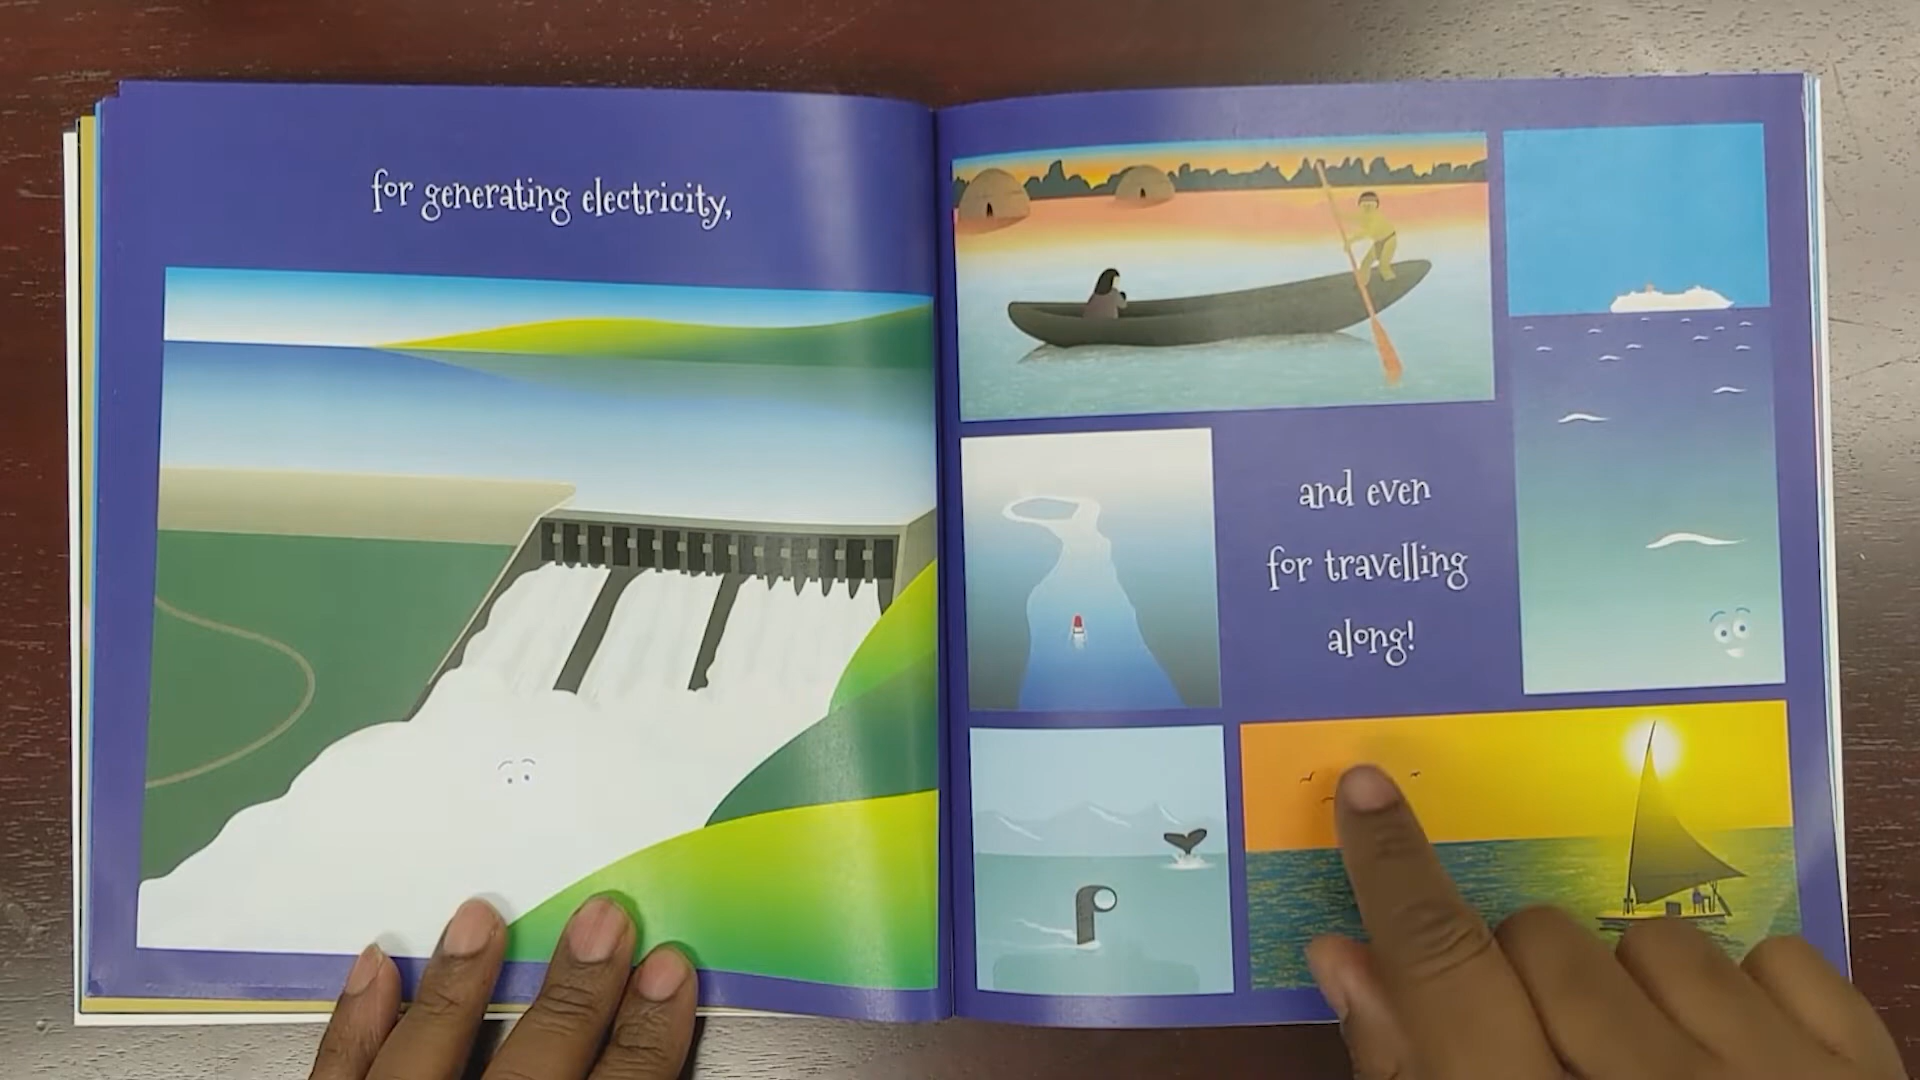 for generating electricity,
and even
for travelling
along!